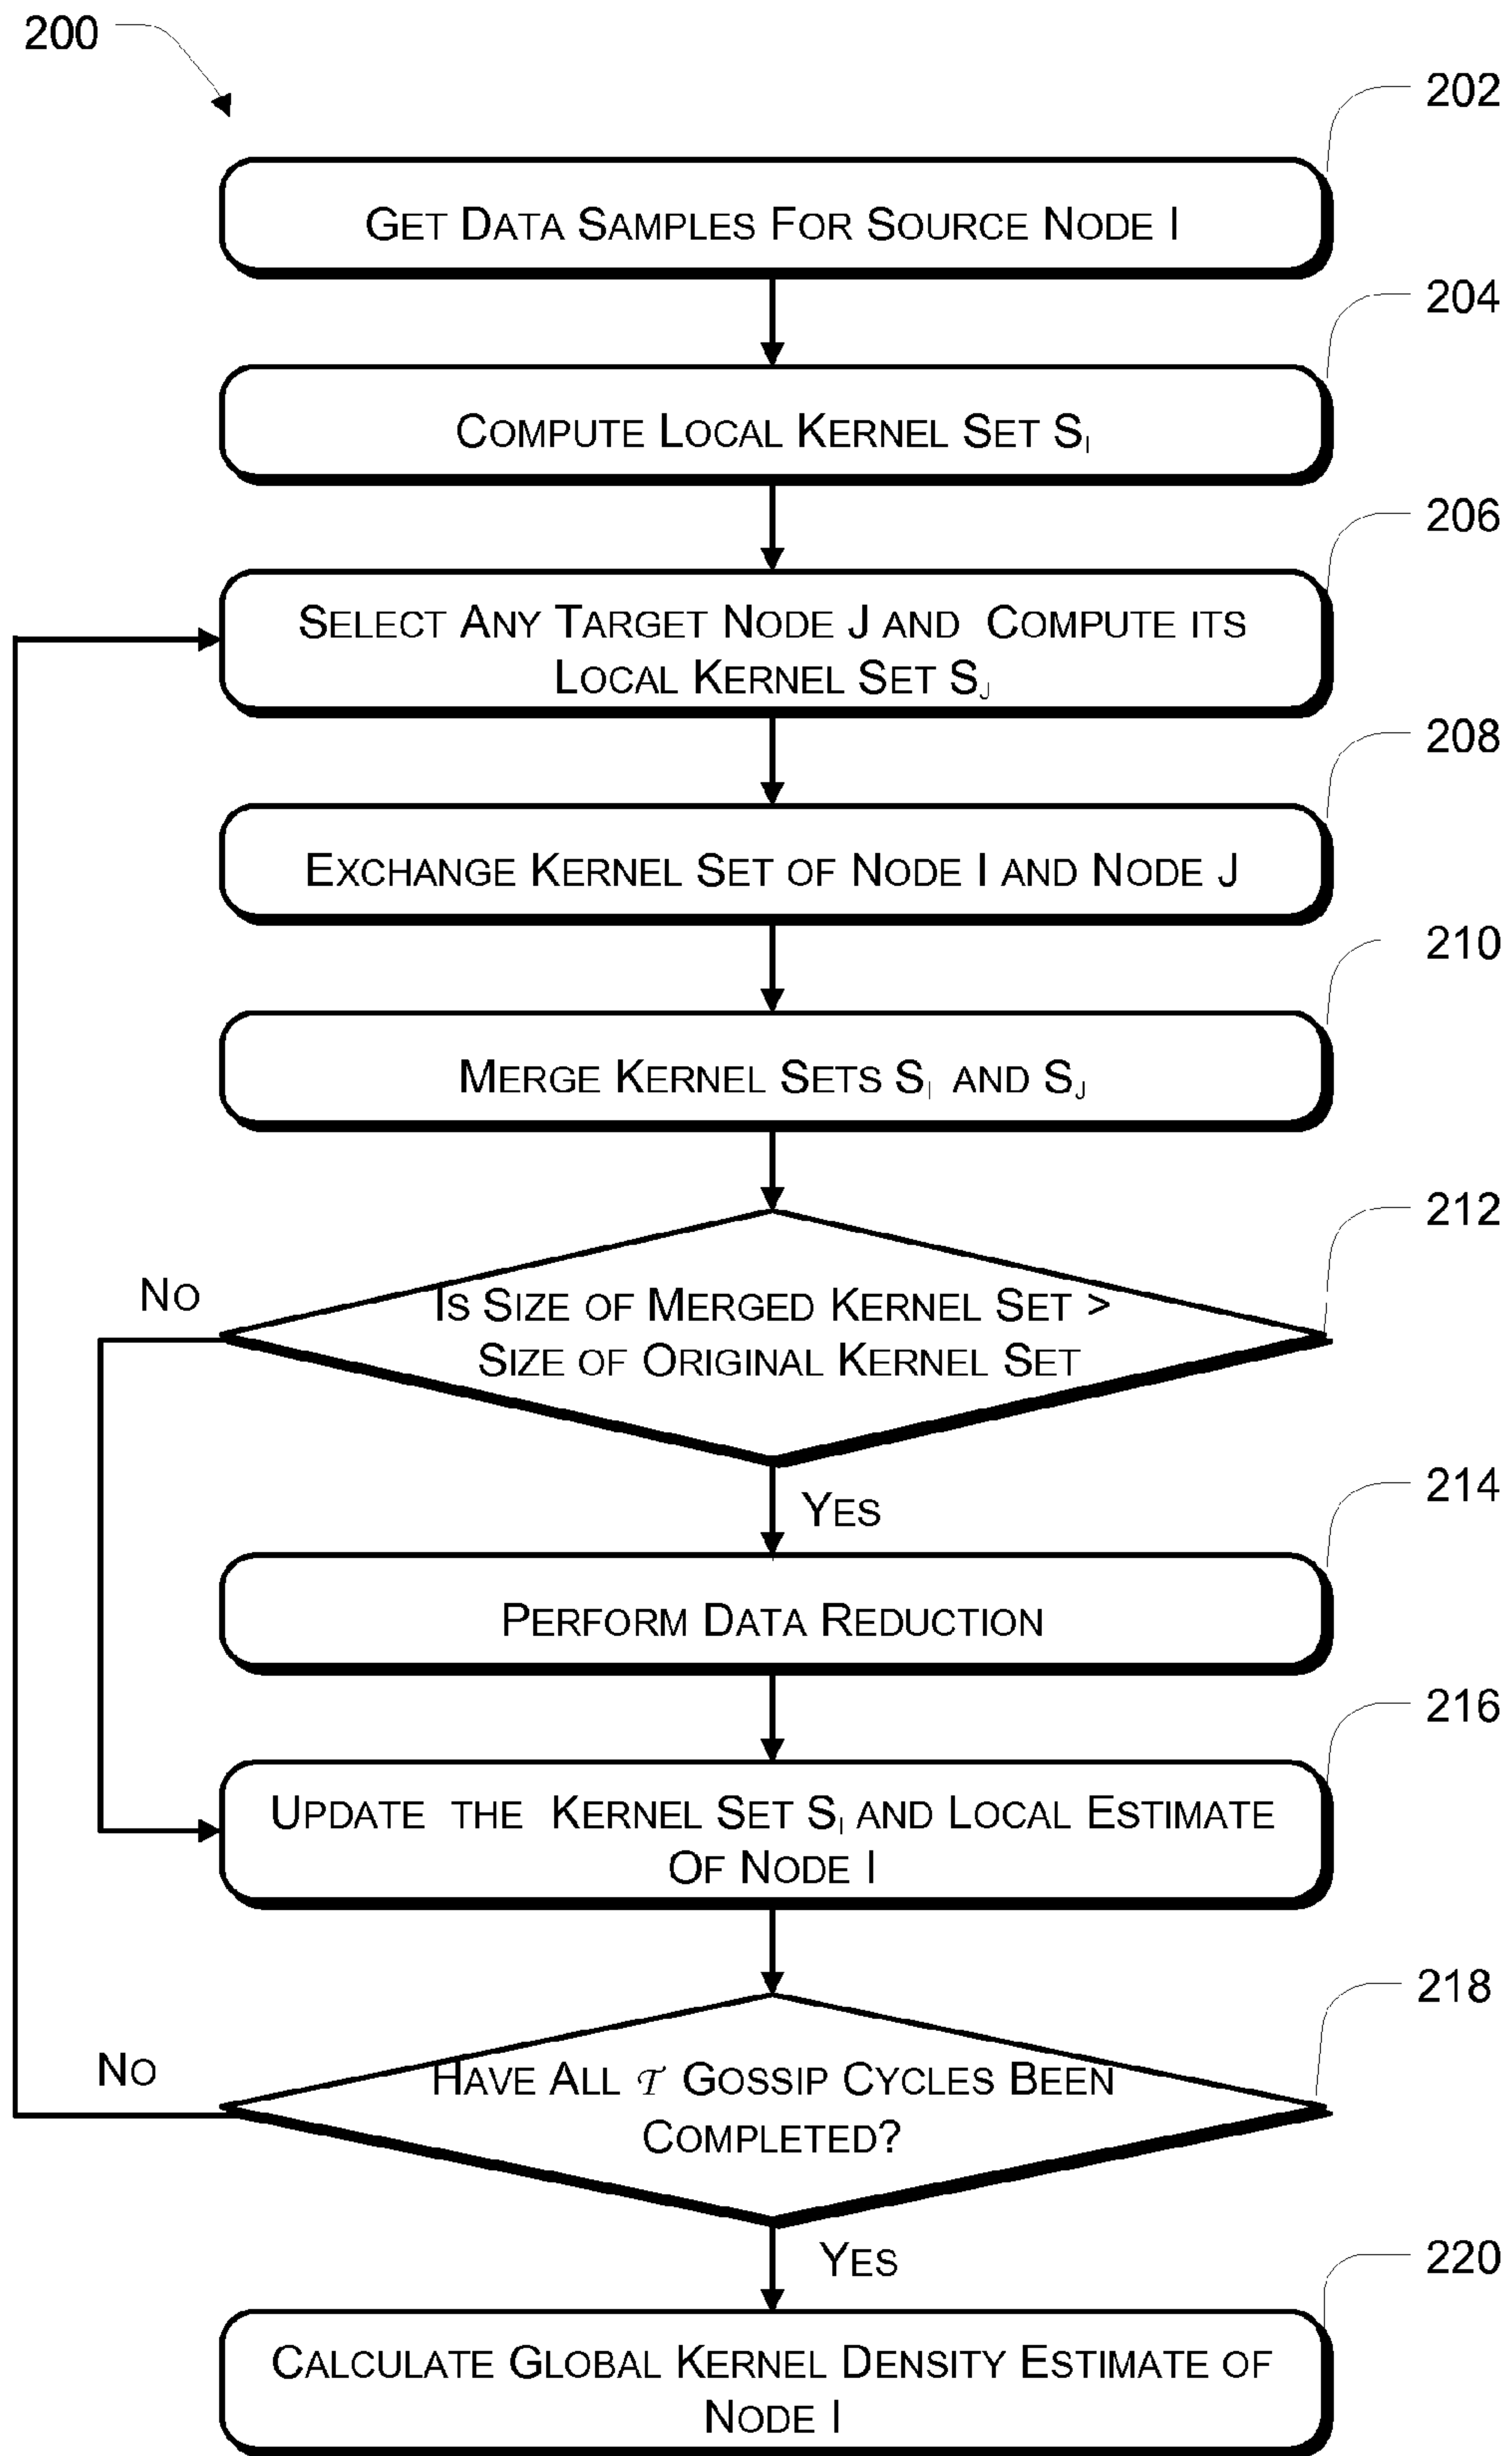 200
202
GET DATA SAMPLES FOR SOURCE NODE I
204
COMPUTE LOCAL KERNEL SET SI
206
SELECT ANY TARGET NODE J AND COMPUTE ITS
LOCAL KERNEL SET SJ
208
EXCHANGE KERNEL SET OF NODE I AND NODE J
210
MERGE KERNEL SETS SI AND SJ
212
NO
IS SIZE OF MERGED KERNEL SET >
SIZE OF ORIGINAL KERNEL SET
YES
214
PERFORM DATA REDUCTION
216
UPDATE THE KERNEL SET SI AND LOCAL ESTIMATE
OF NODE I
218
NO
HAVE ALL 𝒯 GOSSIP CYCLES BEEN
COMPLETED?
YES
220
CALCULATE GLOBAL KERNEL DENSITY ESTIMATE OF
NODE I